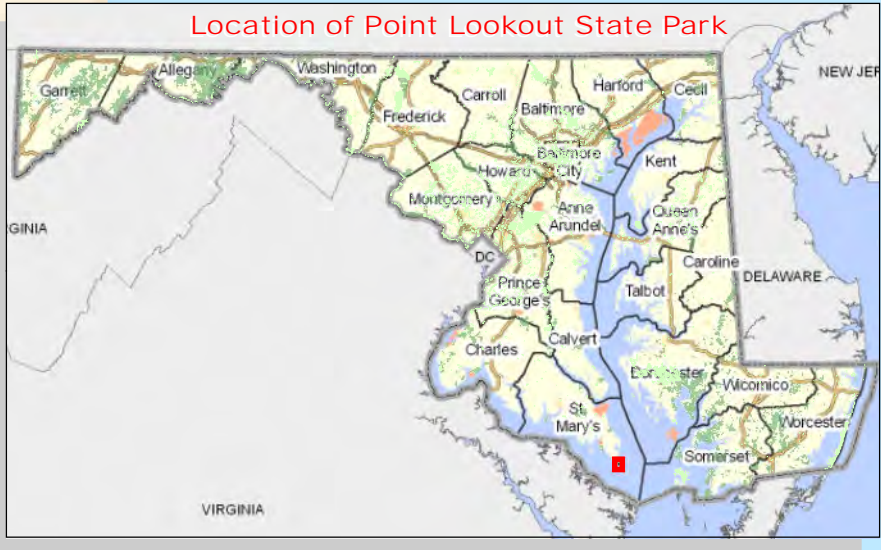 Location of Point Lookout State Park
Garrett
Allegany
Washington
Frederick
Carroll
Baltimore
Harford
Cecil
NEW JER
Baltimore
City
Howard
Kent
Montgomery
Anne
Arundel
Queen
Anne's
GINIA
DC
Caroline
DELAWARE
Prince
George's
Talbot
Calvert
Charles
Dorchester
Wicomico
St.
Mary's
Worcester
Somerset
VIRGINIA